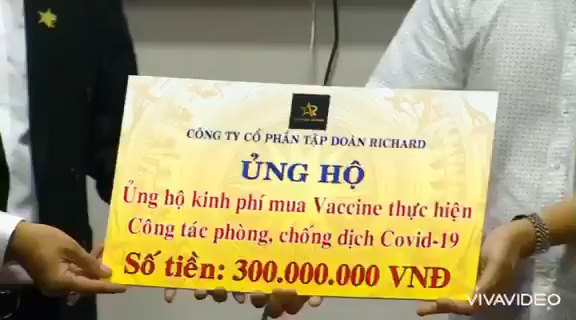 CÔNG TY CỔ PHẦN TẬP ĐOÀN RICHARD
ỦNG HỘ
Ủng hộ kinh phí mua Vaccine thực hiện
Công tác phòng, chống dịch Covid-19
Số tiền: 300.000.000 VNĐ
VIVAVIDEO